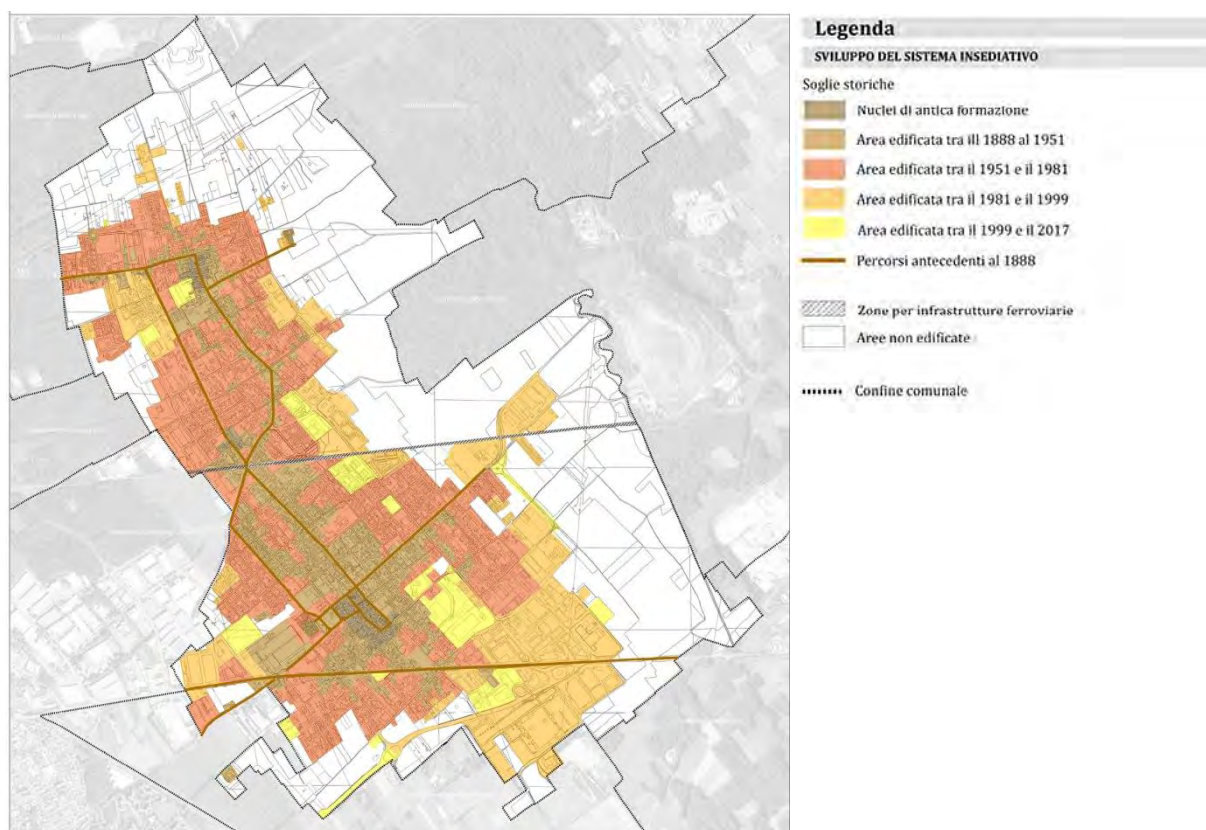 Legenda
SVILUPPO DEL SISTEMA INSEDIATIVO
Soglie storiche
Nuclei di antica formazione
Area edificata tra ill 1888 al 1951
Area edificata tra il 1951 e il 1981
Area edificata tra il 1981 e il 1999
Area edificata tra il 1999 e il 2017
Percorsi antecedenti al 1888
Zone per infrastrutture ferroviarie
Aree non edificate
Confine comunale